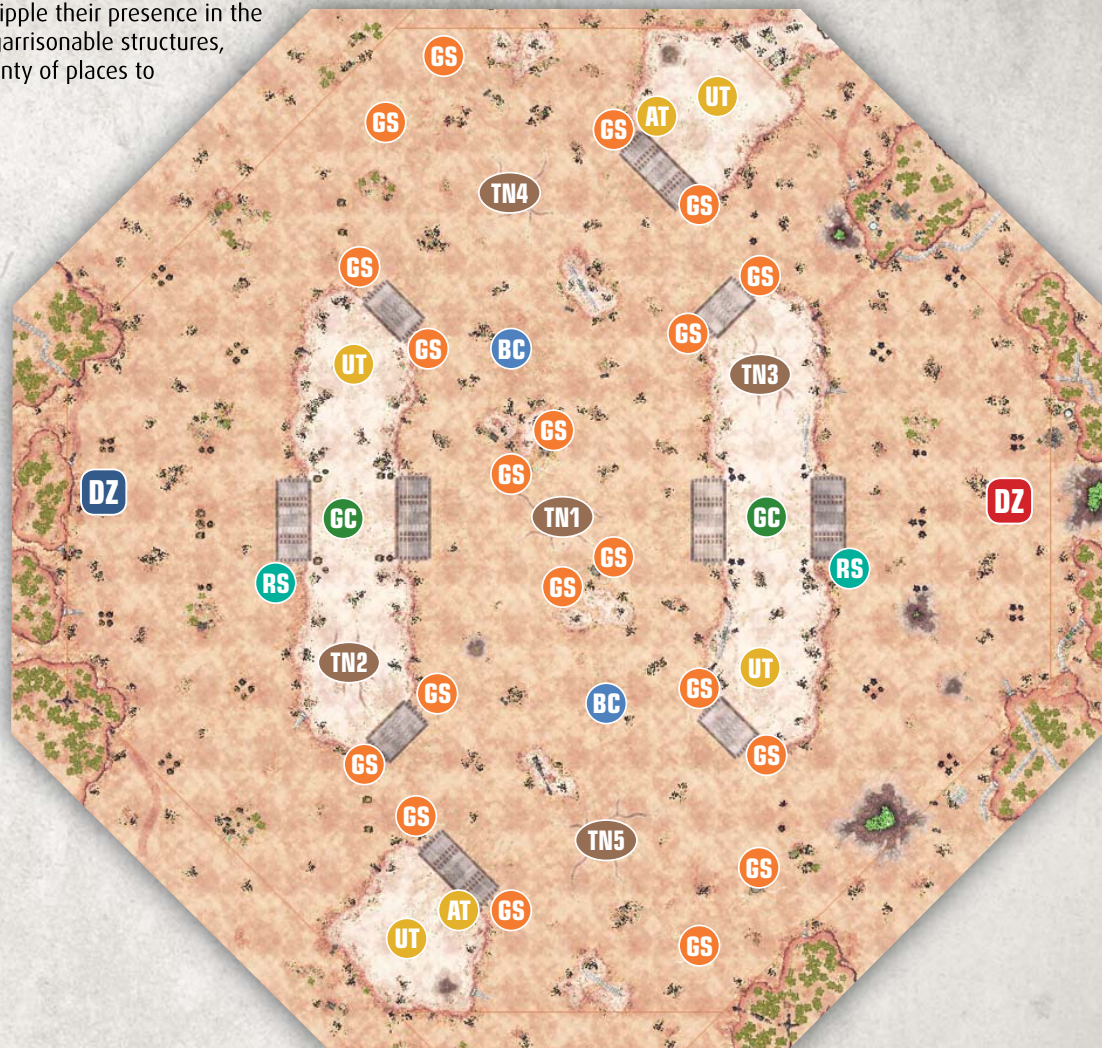 ipple their presence in the
garrisonable structures,
nty of places to
GS
UT
AT
GS
GS
TN4
GS
GS
GS
GS
GS
BC
UT
TN3
GS
GS
DZ
DZ
GC
TN1
GC
GS
RS
RS
GS
TN2
UT
GS
GS
BC
GS
GS
GS
TN5
GS
AT
GS
UT
GS